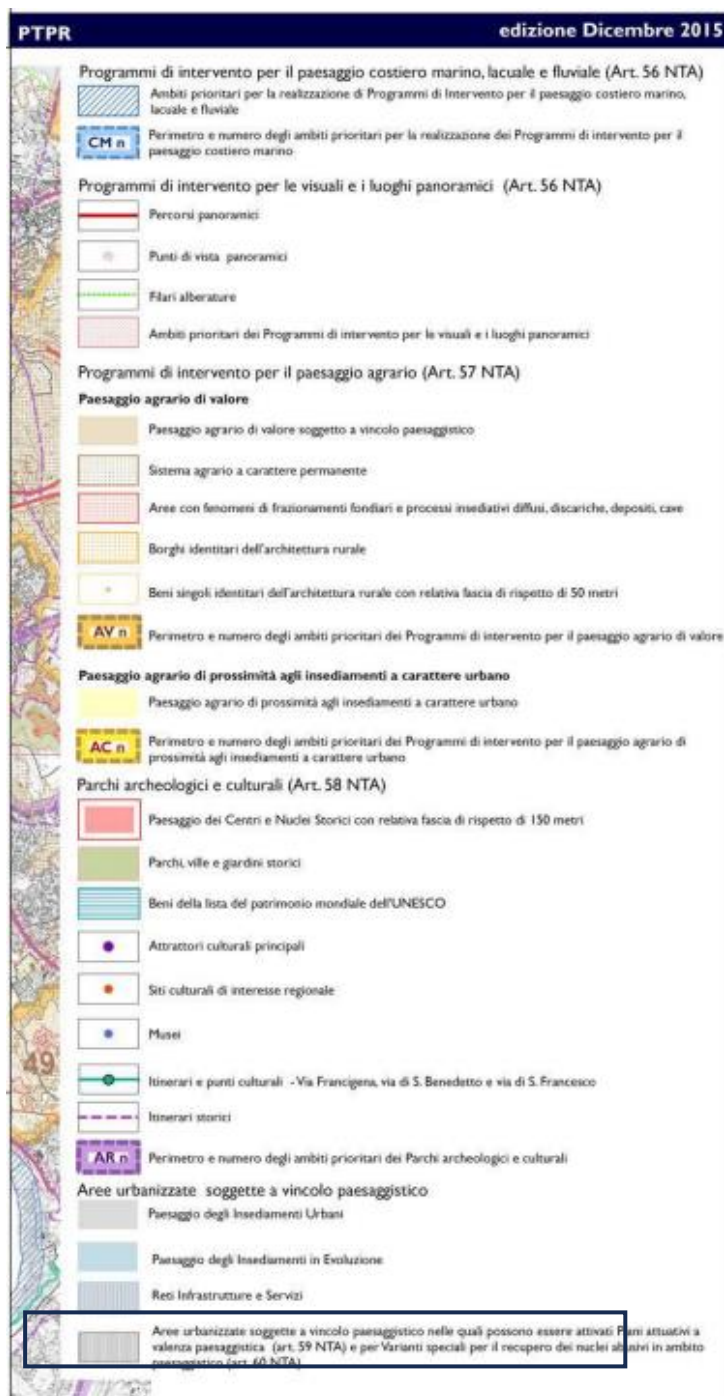 PTPR edizione Dicembre 2015
Programmi di intervento per il paesaggio costiero marino, lacuale e fluviale (Art. 56 NTA)
Ambiti prioritari per la realizzazione di Programmi di Intervento per il paesaggio costiero marino,
lacuale e fluviale
CM n
Perimetro e numero degli ambiti prioritari per la realizzazione dei Programmi di intervento per il
paesaggio costiero marino
Programmi di intervento per le visuali e i luoghi panoramici (Art. 56 NTA)
Percorsi panoramici
Punti di vista panoramici
Filari alberature
Ambiti prioritari dei Programmi di intervento per le visuali e i luoghi panoramici
Programmi di intervento per il paesaggio agrario (Art. 57 NTA)
Paesaggio agrario di valore
Paesaggio agrario di valore soggetto a vincolo paesaggistico
Sistema agrario a carattere permanente
Aree con fenomeni di frazionamenti fondiari e processi insediativi diffusi, discariche, depositi, cave
Borghi identitari dell'architettura rurale
Beni singoli identitari dell'architettura rurale con relativa fascia di rispetto di 50 metri
AV n
Perimetro e numero degli ambiti prioritari dei Programmi di intervento per il paesaggio agrario di valore
Paesaggio agrario di prossimità agli insediamenti a carattere urbano
Paesaggio agrario di prossimità agli insediamenti a carattere urbano
AC n
Perimetro e numero degli ambiti prioritari dei Programmi di intervento per il paesaggio agrario di
prossimità agli insediamenti a carattere urbano
Parchi archeologici e culturali (Art. 58 NTA)
Paesaggio dei Centri e Nuclei Storici con relativa fascia di rispetto di 150 metri
Parchi, ville e giardini storici
Beni della lista del patrimonio mondiale dell'UNESCO
Attrattori culturali principali
Siti culturali di interesse regionale
Musei
49
Itinerari e punti culturali - Via Francigena, via di S. Benedetto e via di S. Francesco
Itinerari storici
AR n
Perimetro e numero degli ambiti prioritari dei Parchi archeologici e culturali
Aree urbanizzate soggette a vincolo paesaggistico
Paesaggio degli Insediamenti Urbani
Paesaggio degli Insediamenti in Evoluzione
Reti Infrastrutture e Servizi
Aree urbanizzate soggette a vincolo paesaggistico nelle quali possono essere attivati Piani attuativi a
valenza paesaggistica (art. 59 NTA) e per Varianti speciali per il recupero dei nuclei abusivi in ambito
paesaggistico (art. 60 NTA)